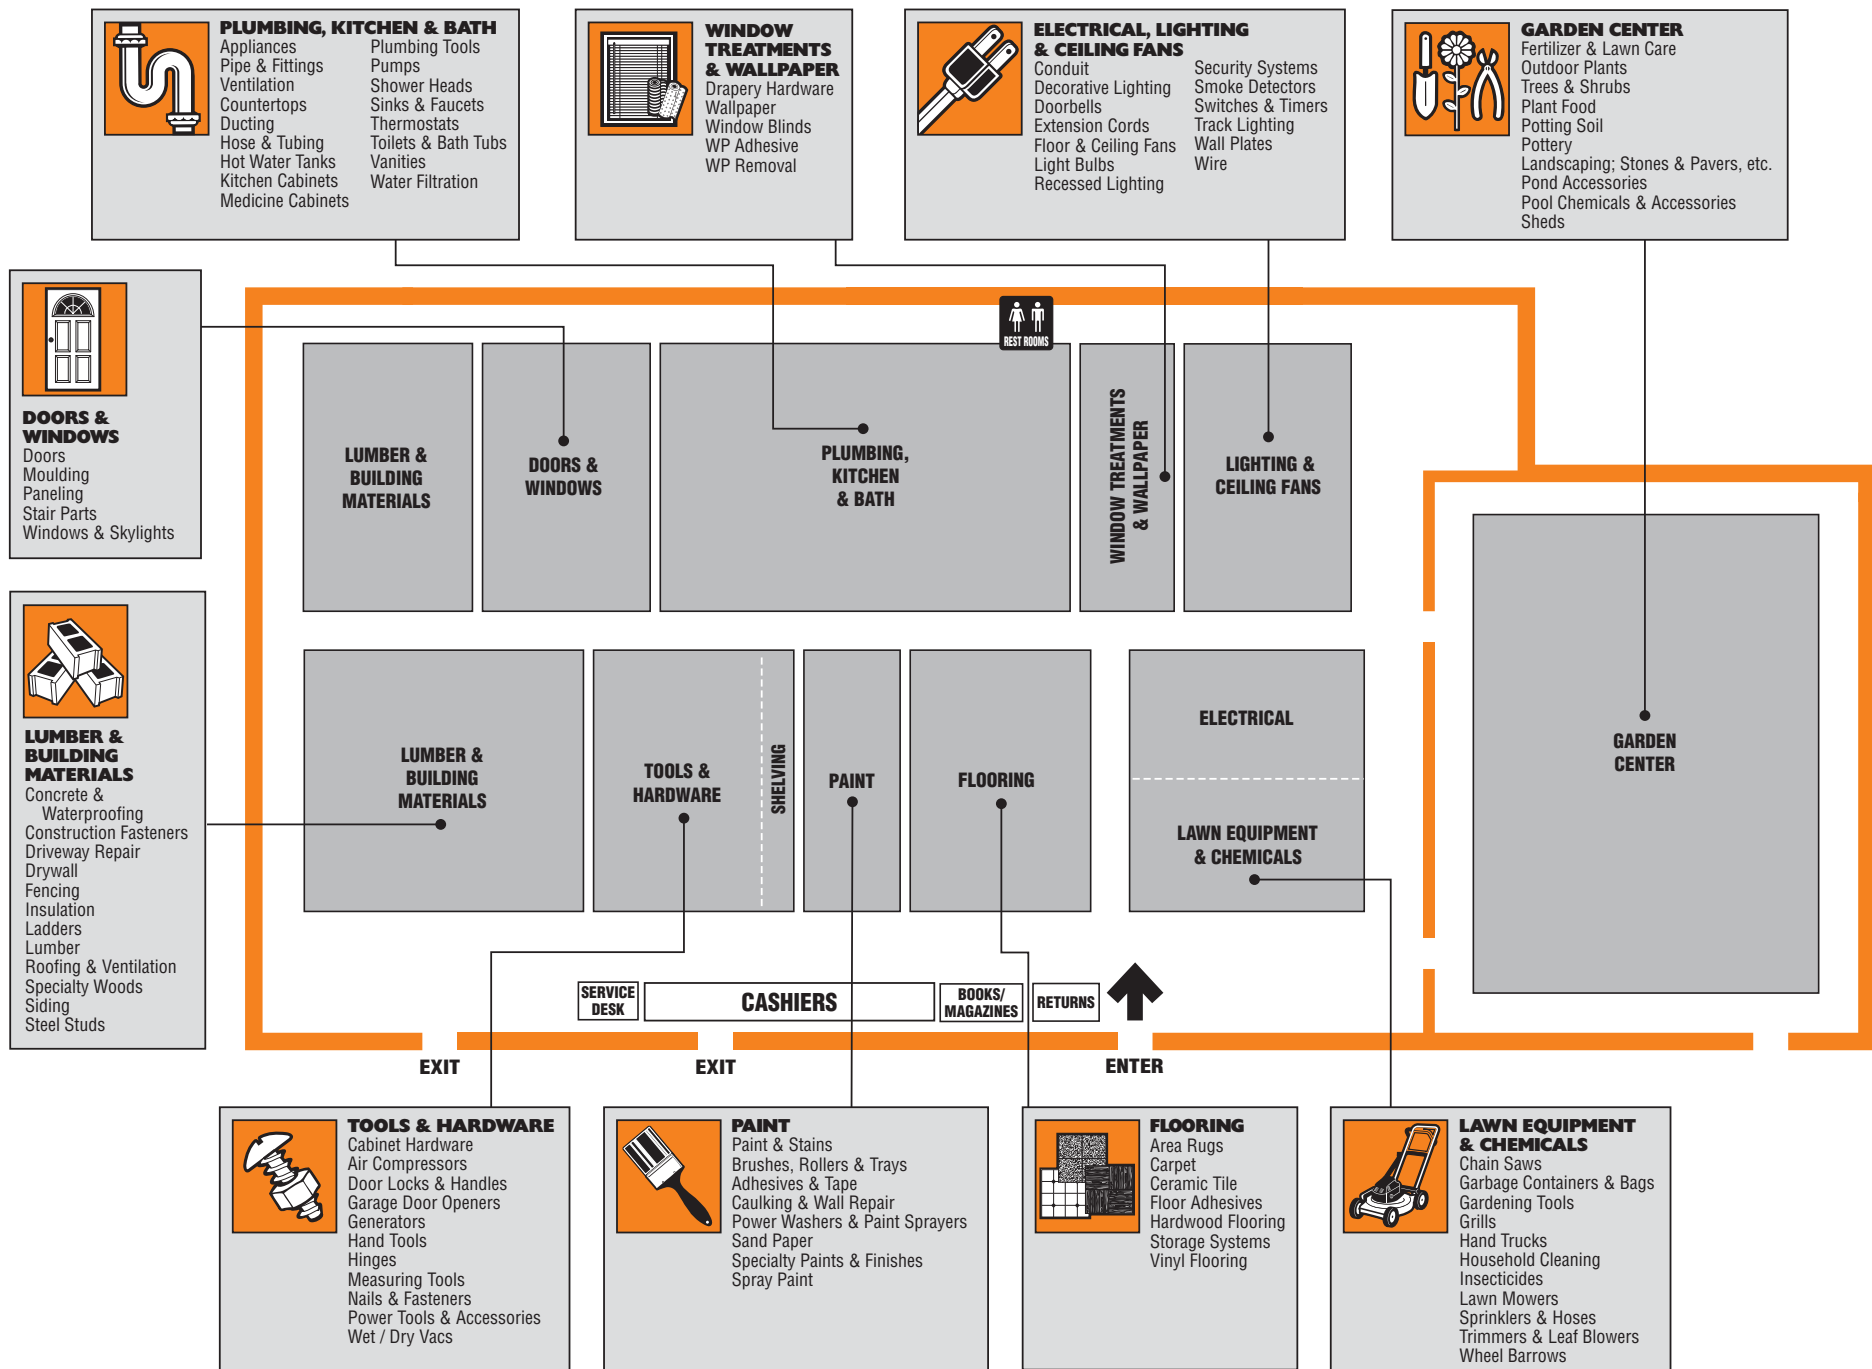 PLUMBING, KITCHEN & BATH
Appliances
Pipe & Fittings
Ventilation
Countertops
Ducting
Hose & Tubing
Hot Water Tanks
Kitchen Cabinets
Medicine Cabinets
Plumbing Tools
Pumps
Shower Heads
Sinks & Faucets
Thermostats
Toilets & Bath Tubs
Vanities
Water Filtration
WINDOW
TREATMENTS
& WALLPAPER
Drapery Hardware
Wallpaper
Window Blinds
WP Adhesive
WP Removal
ELECTRICAL, LIGHTING
& CEILING FANS
Conduit
Decorative Lighting
Doorbells
Extension Cords
Floor & Ceiling Fans
Light Bulbs
Recessed Lighting
Security Systems
Smoke Detectors
Switches & Timers
Track Lighting
Wall Plates
Wire
GARDEN CENTER
Fertilizer & Lawn Care
Outdoor Plants
Trees & Shrubs
Plant Food
Potting Soil
Pottery
Landscaping; Stones & Pavers, etc.
Pond Accessories
Pool Chemicals & Accessories
Sheds
DOORS &
WINDOWS
Doors
Moulding
Paneling
Stair Parts
Windows & Skylights
REST ROOMS
LUMBER &
BUILDING
MATERIALS
DOORS &
WINDOWS
PLUMBING,
KITCHEN
& BATH
WINDOW TREATMENTS
& WALLPAPER
LIGHTING &
CEILING FANS
LUMBER &
BUILDING
MATERIALS
Concrete &
Waterproofing
Construction Fasteners
Driveway Repair
Drywall
Fencing
Insulation
Ladders
Lumber
Roofing & Ventilation
Specialty Woods
Siding
Steel Studs
LUMBER &
BUILDING
MATERIALS
TOOLS &
HARDWARE
SHELVING
PAINT
FLOORING
ELECTRICAL
LAWN EQUIPMENT
& CHEMICALS
GARDEN
CENTER
SERVICE
DESK
CASHIERS
BOOKS/
MAGAZINES
RETURNS
EXIT
EXIT
ENTER
TOOLS & HARDWARE
Cabinet Hardware
Air Compressors
Door Locks & Handles
Garage Door Openers
Generators
Hand Tools
Hinges
Measuring Tools
Nails & Fasteners
Power Tools & Accessories
Wet / Dry Vacs
PAINT
Paint & Stains
Brushes, Rollers & Trays
Adhesives & Tape
Caulking & Wall Repair
Power Washers & Paint Sprayers
Sand Paper
Specialty Paints & Finishes
Spray Paint
FLOORING
Area Rugs
Carpet
Ceramic Tile
Floor Adhesives
Hardwood Flooring
Storage Systems
Vinyl Flooring
LAWN EQUIPMENT
& CHEMICALS
Chain Saws
Garbage Containers & Bags
Gardening Tools
Grills
Hand Trucks
Household Cleaning
Insecticides
Lawn Mowers
Sprinklers & Hoses
Trimmers & Leaf Blowers
Wheel Barrows